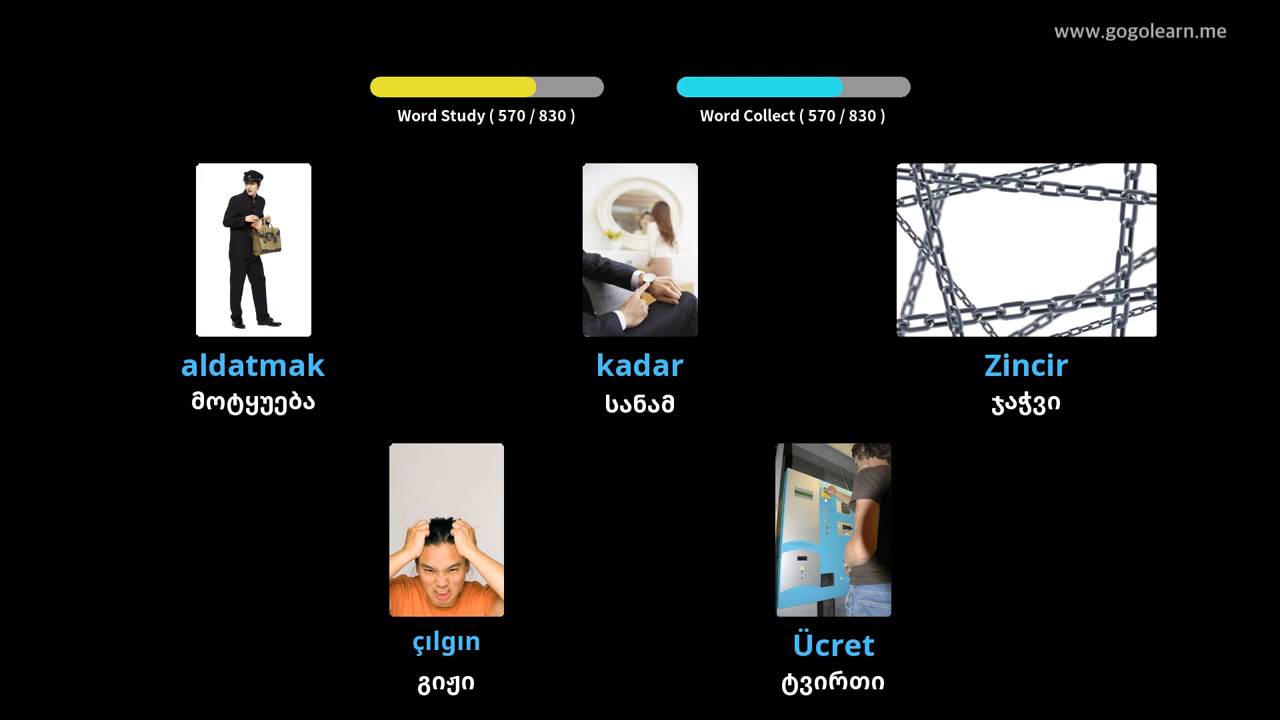 www.gogolearn.me
Word Study ( 570 / 830 )
Word Collect ( 570 / 830 )
aldatmak
მოტყუება
kadar
სანამ
Zincir
ჯაჭვი
çılgın
გიჟი
Ücret
ტვირთი